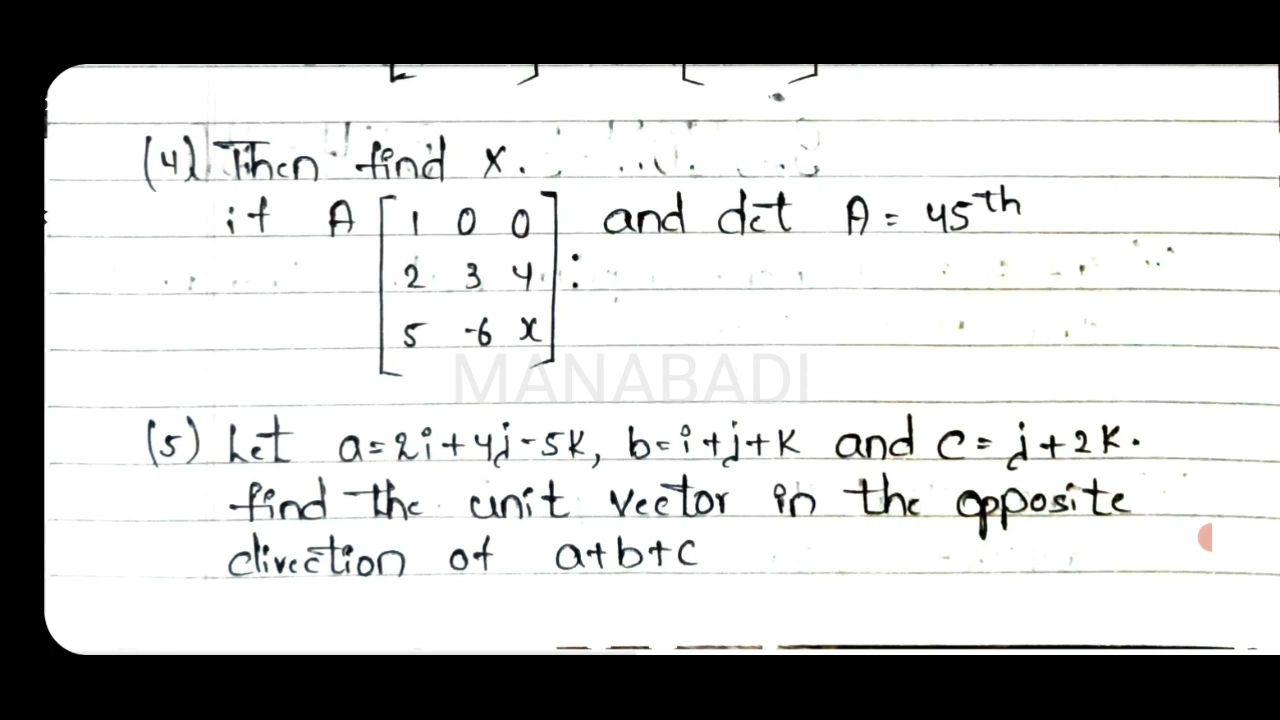 (4) Then find x.
if A [ 1 0 0 ] and det A = 45th
2 3 4 :
5 -6 x
MANABADI
(5) Let a=2i+4j-5k, b=i+j+k and c=j+2k.
find the unit vector in the opposite
direction of a+b+c